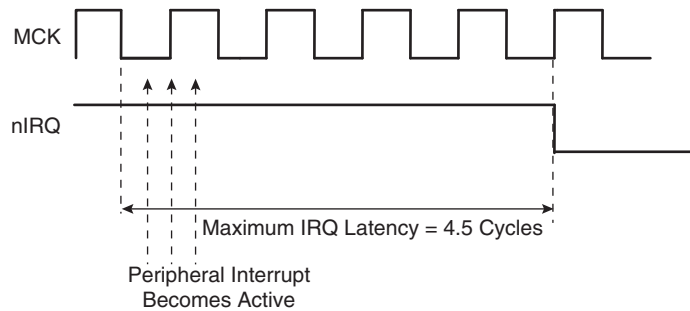 MCK
nIRQ
Maximum IRQ Latency = 4.5 Cycles
Peripheral Interrupt
Becomes Active